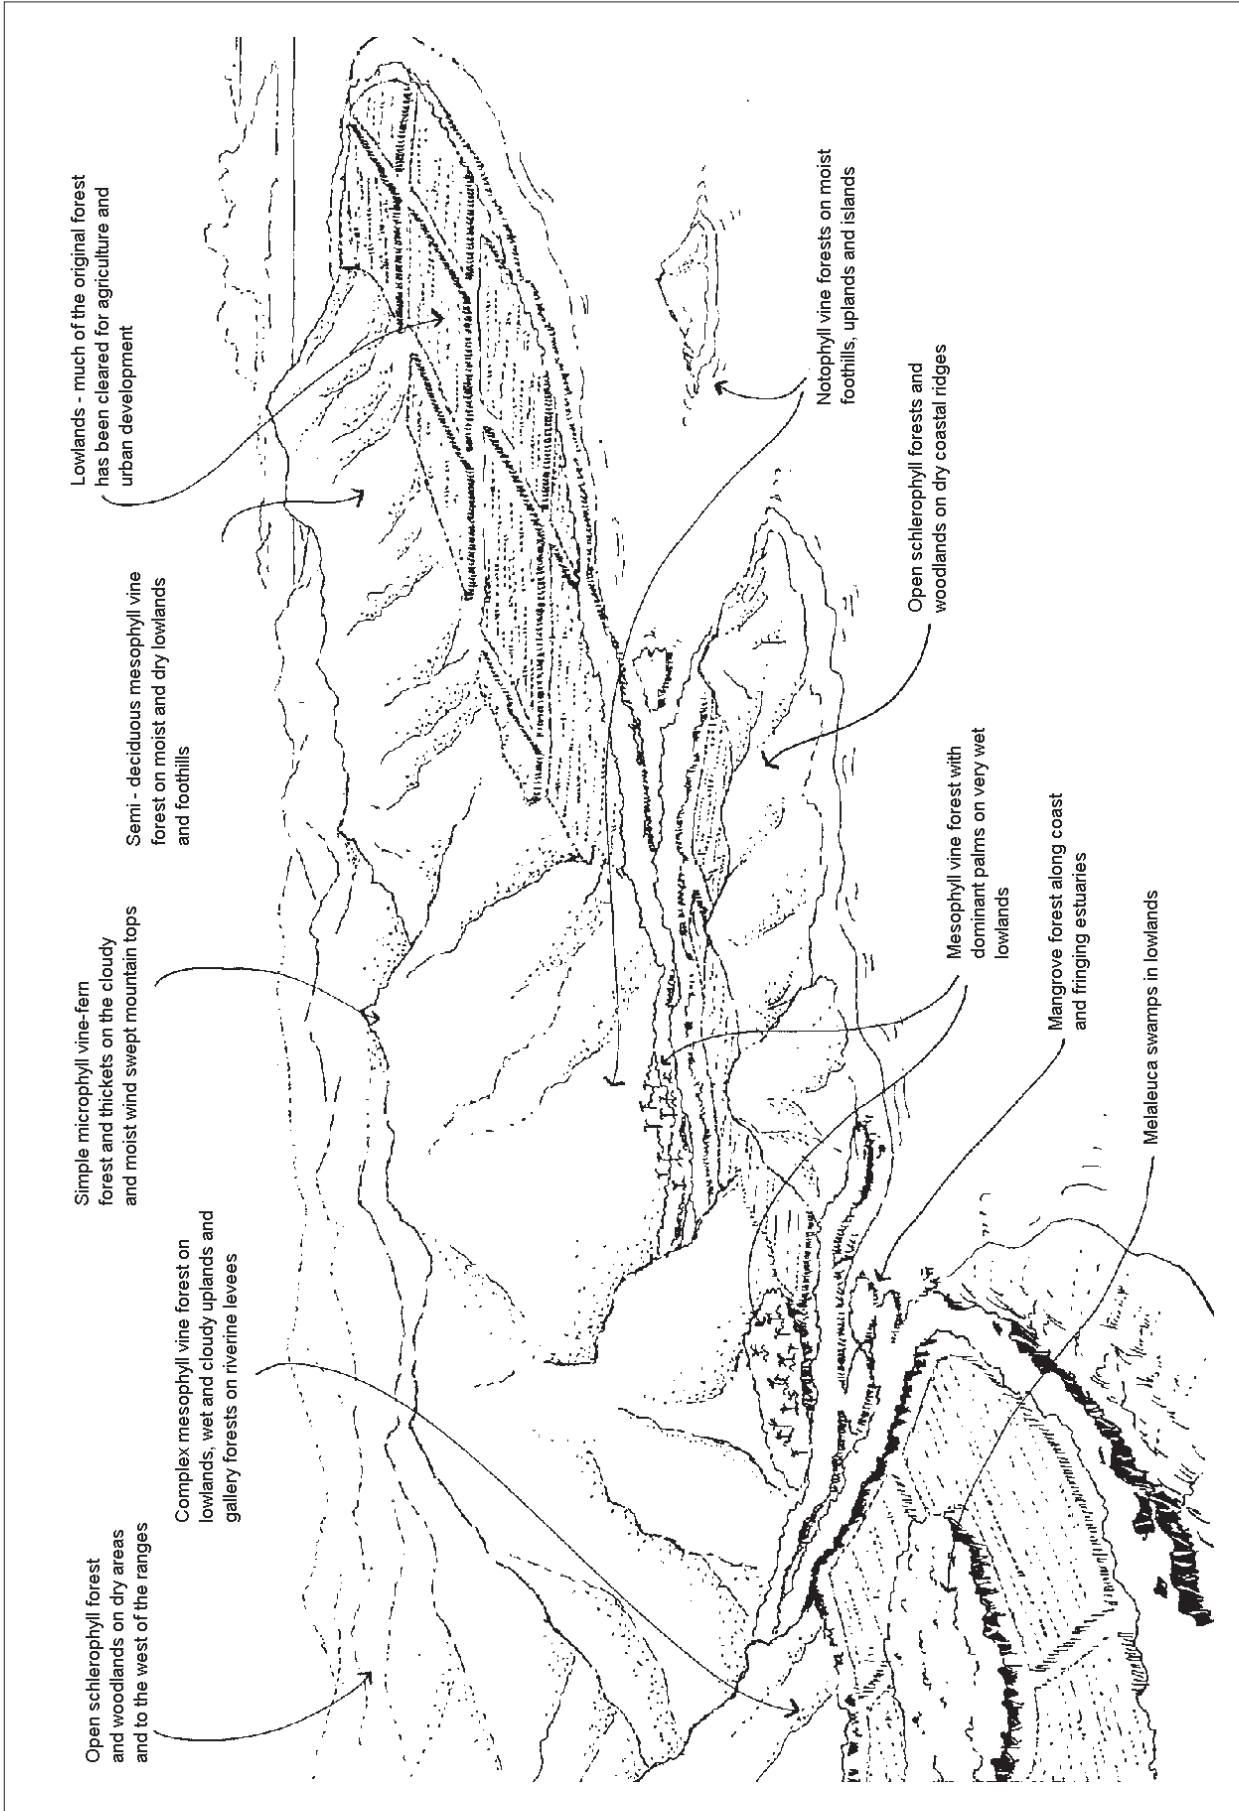 Open schlerophyll forest
and woodlands on dry areas
and to the west of the ranges
Complex mesophyll vine forest on
lowlands, wet and cloudy uplands and
gallery forests on riverine levees
Simple microphyll vine-fern
forest and thickets on the cloudy
and moist wind swept mountain tops
Semi - deciduous mesophyll vine
forest on moist and dry lowlands
and foothills
Lowlands - much of the original forest
has been cleared for agriculture and
urban development
Notophyll vine forests on moist
foothills, uplands and islands
Open schlerophyll forests and
woodlands on dry coastal ridges
Mesophyll vine forest with
dominant palms on very wet
lowlands
Mangrove forest along coast
and fringing estuaries
Melaleuca swamps in lowlands